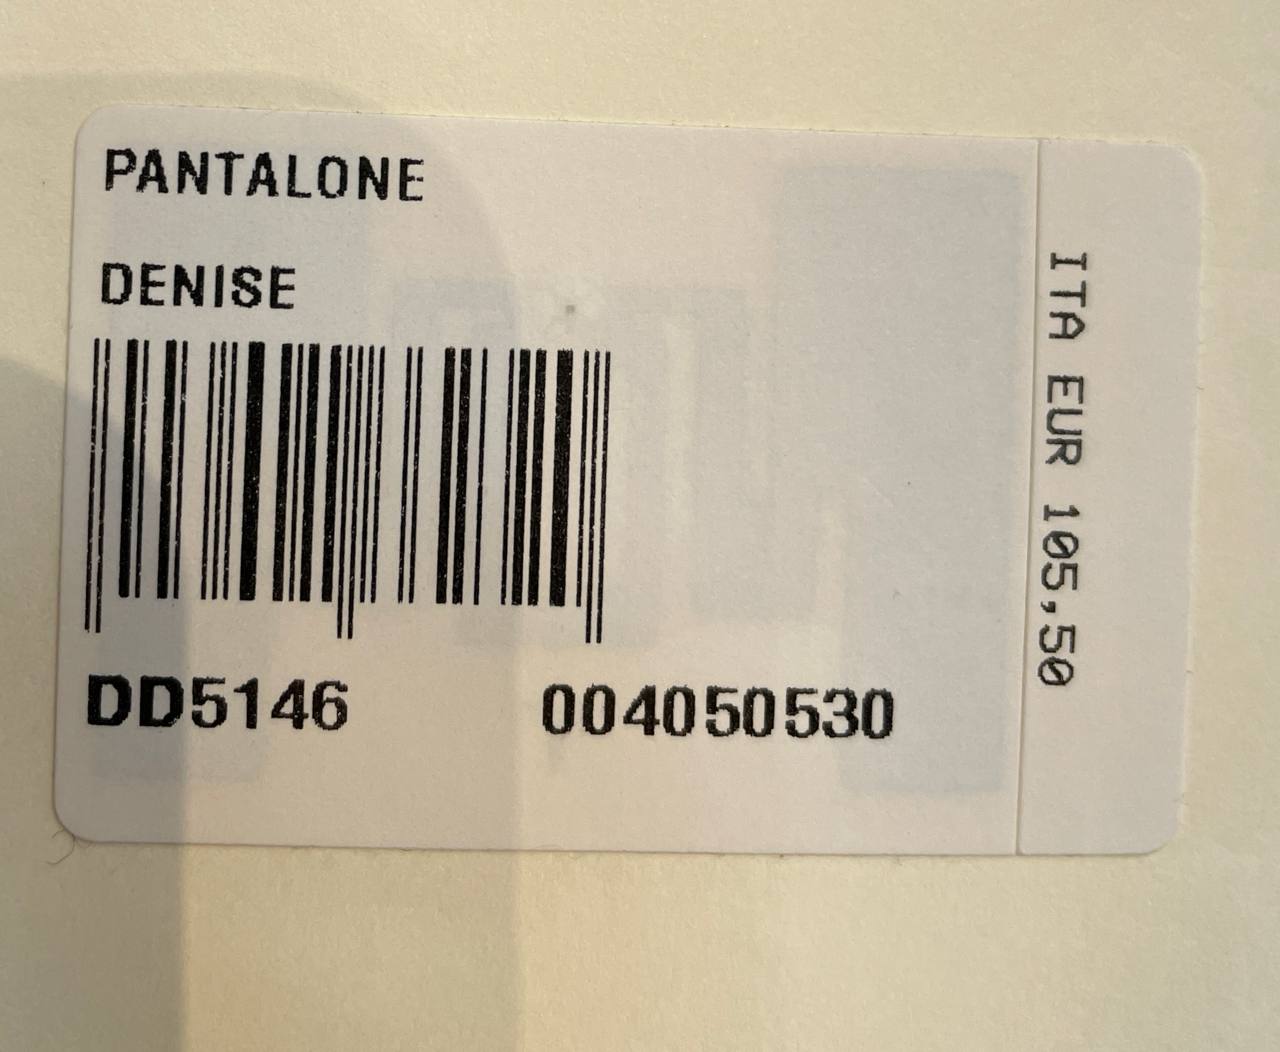 PANTALONE
DENISE
DD5146 004050530
ITA EUR 105,50